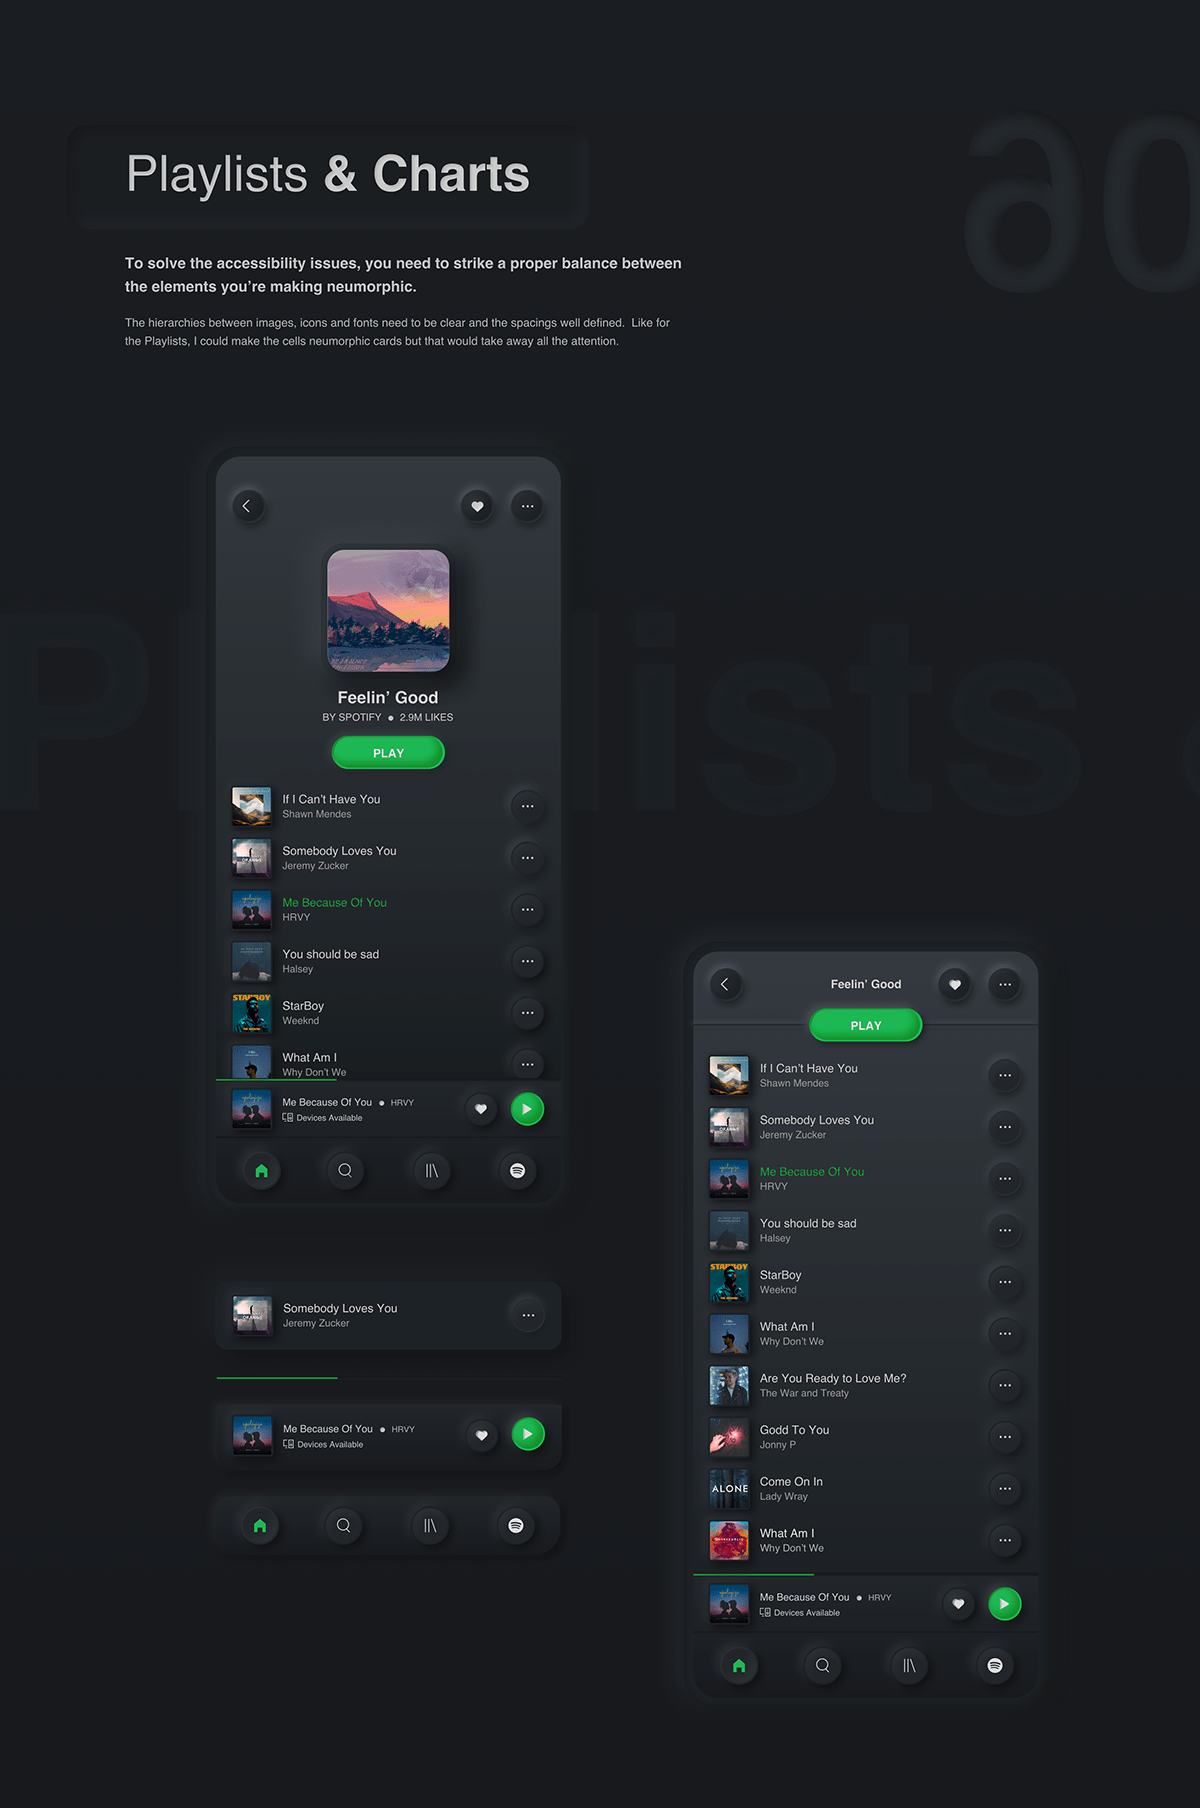 Playlists & Charts
To solve the accessibility issues, you need to strike a proper balance between
the elements you’re making neumorphic.
The hierarchies between images, icons and fonts need to be clear and the spacings well defined.  Like for
the Playlists, I could make the cells neumorphic cards but that would take away all the attention.
Feelin’ Good
BY SPOTIFY ● 2.9M LIKES
PLAY
If I Can’t Have You
Shawn Mendes
Somebody Loves You
Jeremy Zucker
Me Because Of You
HRVY
You should be sad
Halsey
STARBOY
StarBoy
Weeknd
What Am I
Why Don’t We
Me Because Of You ● HRVY
Devices Available
Somebody Loves You
Jeremy Zucker
Me Because Of You ● HRVY
Devices Available
Feelin’ Good
PLAY
If I Can’t Have You
Shawn Mendes
Somebody Loves You
Jeremy Zucker
Me Because Of You
HRVY
You should be sad
Halsey
STARBOY
StarBoy
Weeknd
What Am I
Why Don’t We
Are You Ready to Love Me?
The War and Treaty
Godd To You
Jonny P
ALONE
Come On In
Lady Wray
What Am I
Why Don’t We
Me Because Of You ● HRVY
Devices Available